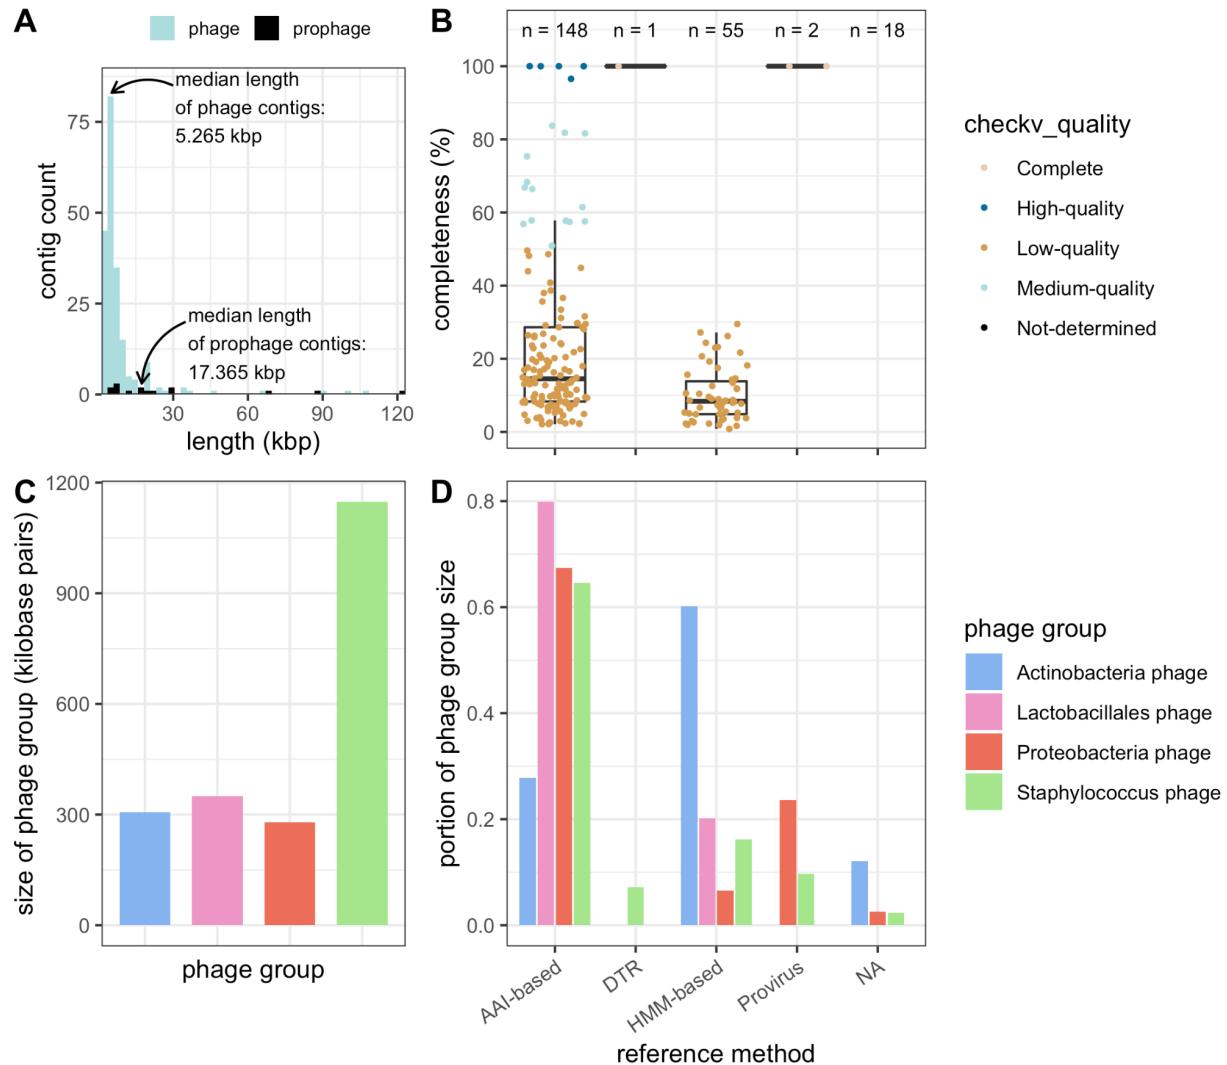 A
phage
prophage
median length
of phage contigs:
5.265 kbp
median length
of prophage contigs:
17.365 kbp
75
50
25
0
contig count
30
60
90
120
length (kbp)
B
n = 148
n = 1
n = 55
n = 2
n = 18
100
80
60
40
20
0
completeness (%)
checkv_quality
Complete
High-quality
Low-quality
Medium-quality
Not-determined
C
1200
900
600
300
0
size of phage group (kilobase pairs)
phage group
D
0.8
0.6
0.4
0.2
0.0
portion of phage group size
AAI-based
DTR
HMM-based
Provirus
NA
reference method
phage group
Actinobacteria phage
Lactobacillales phage
Proteobacteria phage
Staphylococcus phage